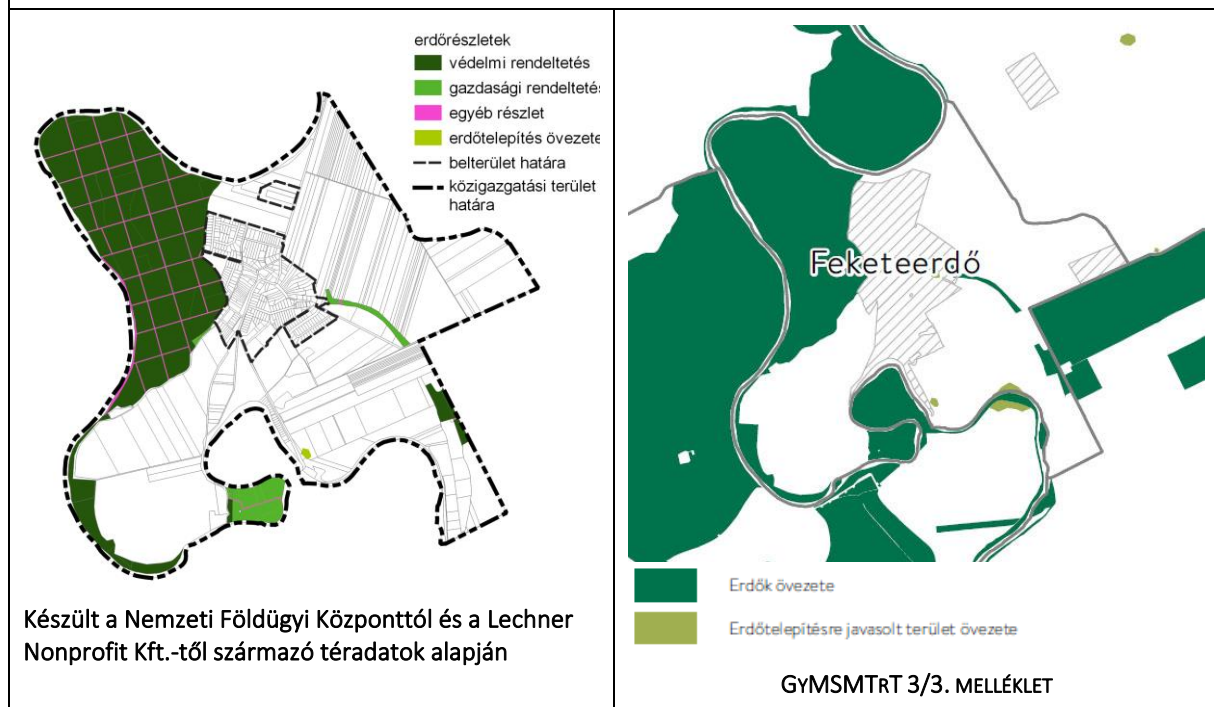 erdőrészletek
védelmi rendeltetés
gazdasági rendeltetés
egyéb részlet
erdőtelepítés övezete
belterület határa
közigazgatási terület
határa
Készült a Nemzeti Földügyi Központtól és a Lechner
Nonprofit Kft.-től származó téradatok alapján
Feketeerdő
Erdők övezete
Erdőtelepítésre javasolt terület övezete
GYMSMTRT 3/3. MELLÉKLET